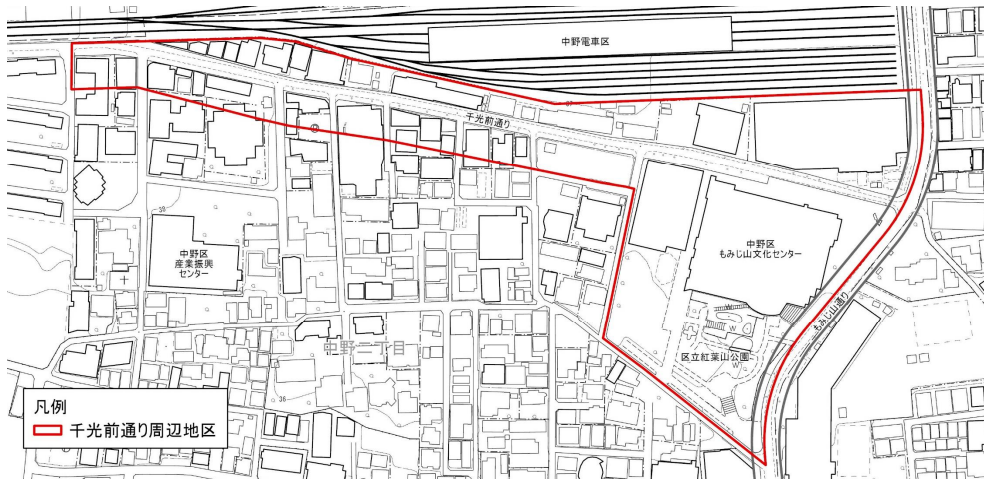 中野電車区
37
千光前通り
中野区
もみじ山文化センター
38
中野区
産業振興
センター
もみじ山通り
W
W
区立紅葉山公園
W
中野二丁目
36
凡例
千光前通り周辺地区